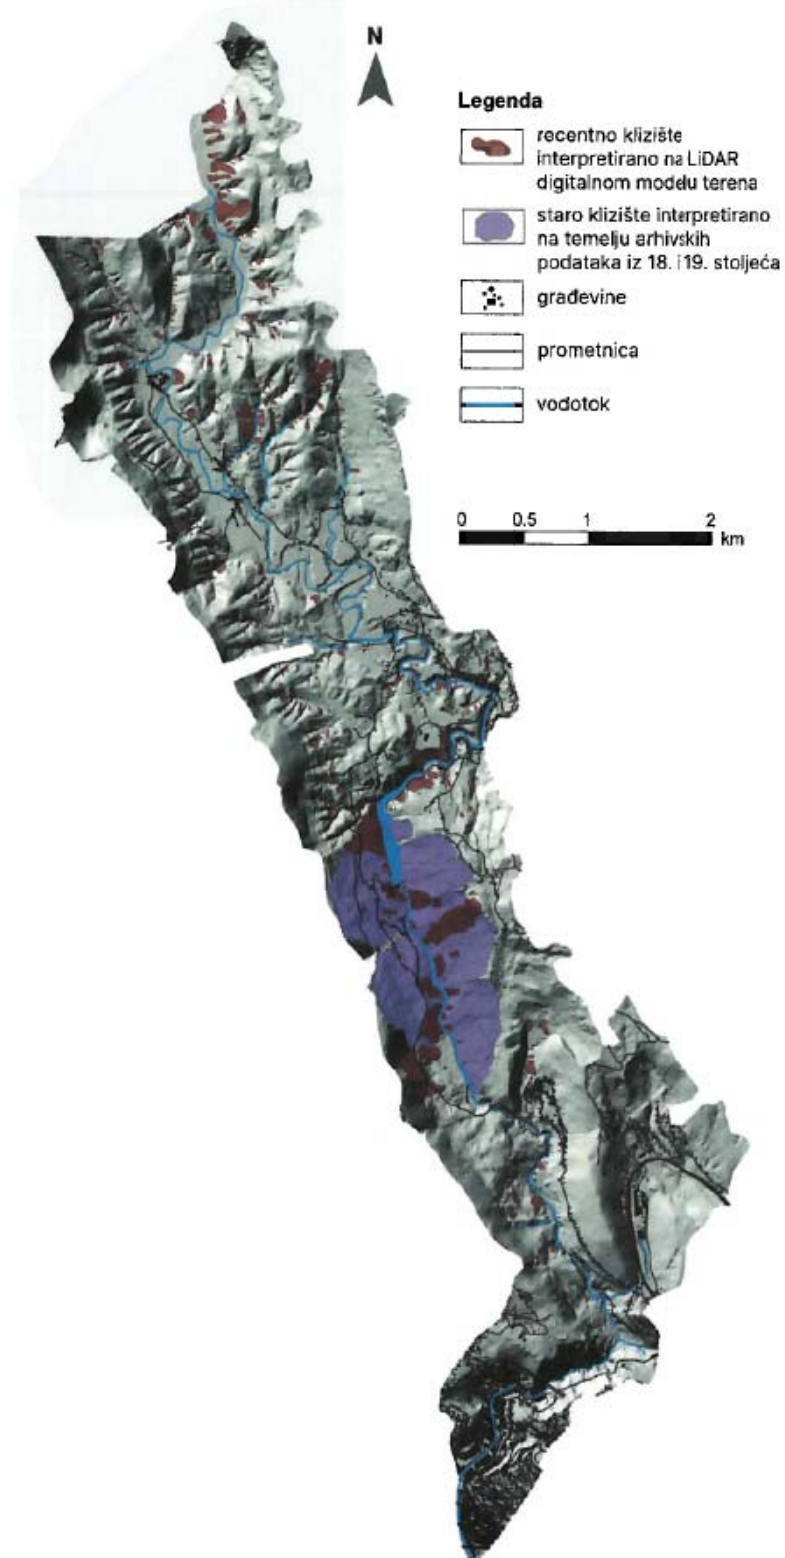 N
Legenda
recentno klizište
interpretirano na LiDAR
digitalnom modelu terena
staro klizište interpretirano
na temelju arhivskih
podataka iz 18. i 19. stoljeća
građevine
prometnica
vodotok
0 0.5 1 2
km